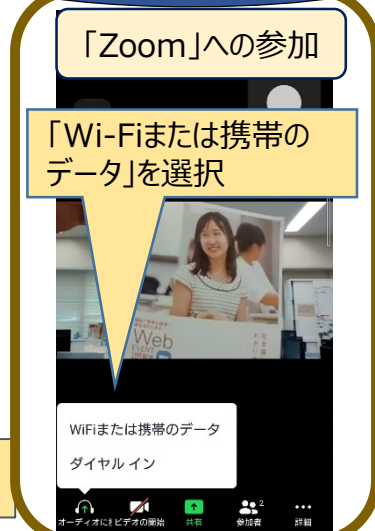 「Zoom」への参加
「Wi-Fiまたは携帯の
データ」を選択
Web
EVENT
WiFiまたは携帯のデータ
ダイヤル イン
2
オーディオに ビデオの開始 共有 参加者 詳細